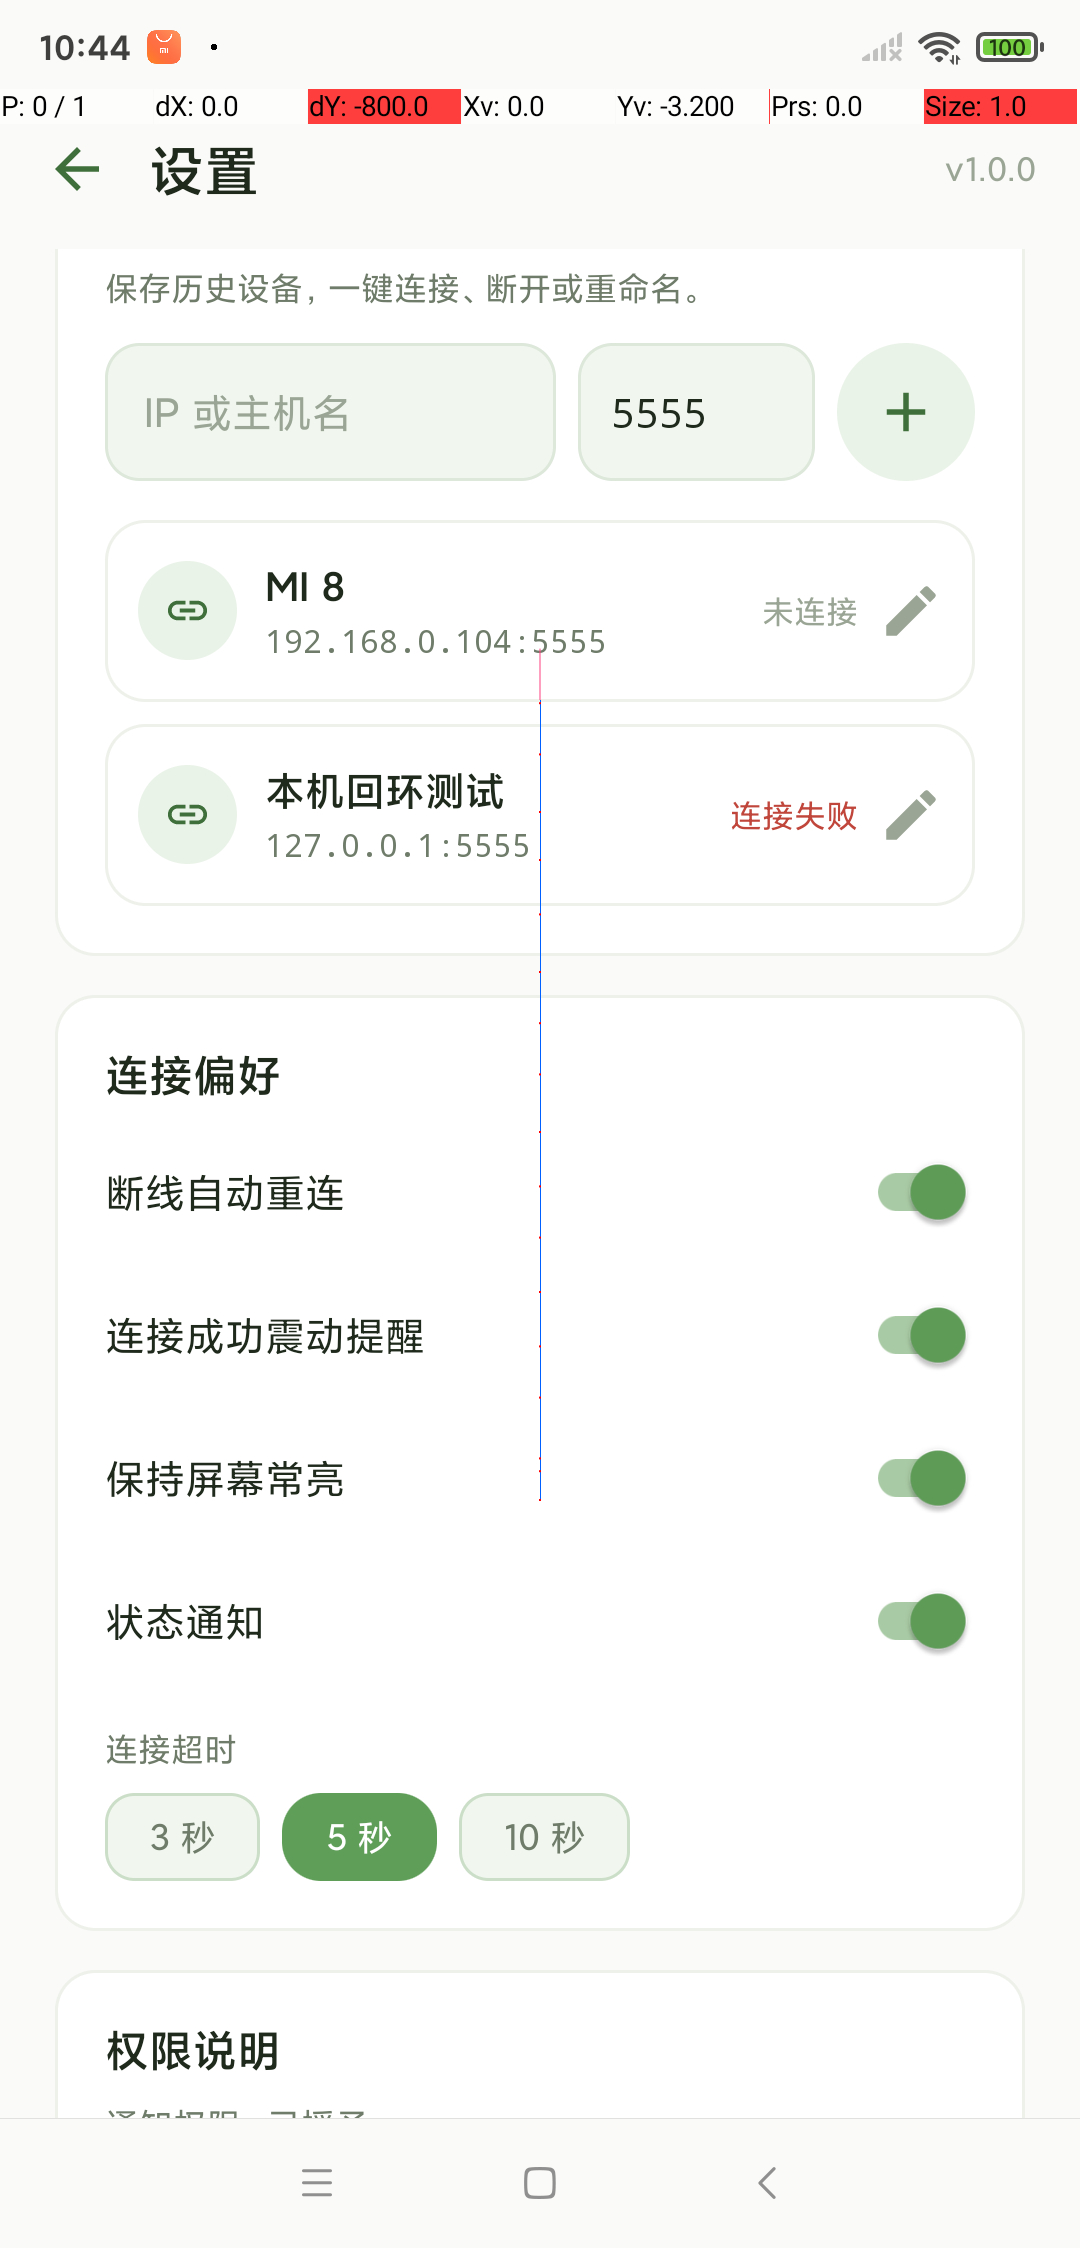 10:44
100
P: 0 / 1 dX: 0.0 dY: -800.0 Xv: 0.0 Yv: -3.200 Prs: 0.0 Size: 1.0
设置 v1.0.0
保存历史设备，一键连接、断开或重命名。
IP 或主机名 5555
MI 8
192.168.0.104:5555
未连接
本机回环测试
127.0.0.1:5555
连接失败
连接偏好
断线自动重连
连接成功震动提醒
保持屏幕常亮
状态通知
连接超时
3 秒 5 秒 10 秒
权限说明